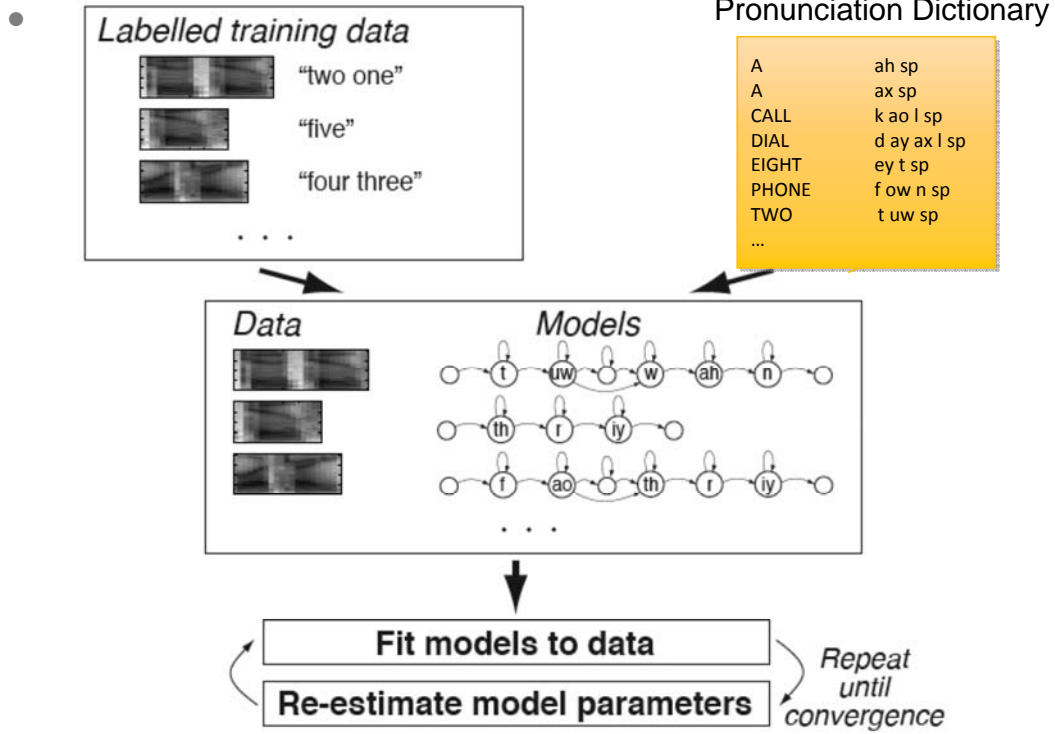 Pronunciation Dictionary
Labelled training data
"two one"
"five"
"four three"
. . .
A ah sp
A ax sp
CALL k ao l sp
DIAL d ay ax l sp
EIGHT ey t sp
PHONE f ow n sp
TWO t uw sp
...
Data
Models
t uw w ah n
th r iy
f ao th r iy
. . .
Fit models to data
Re-estimate model parameters
Repeat
until
convergence